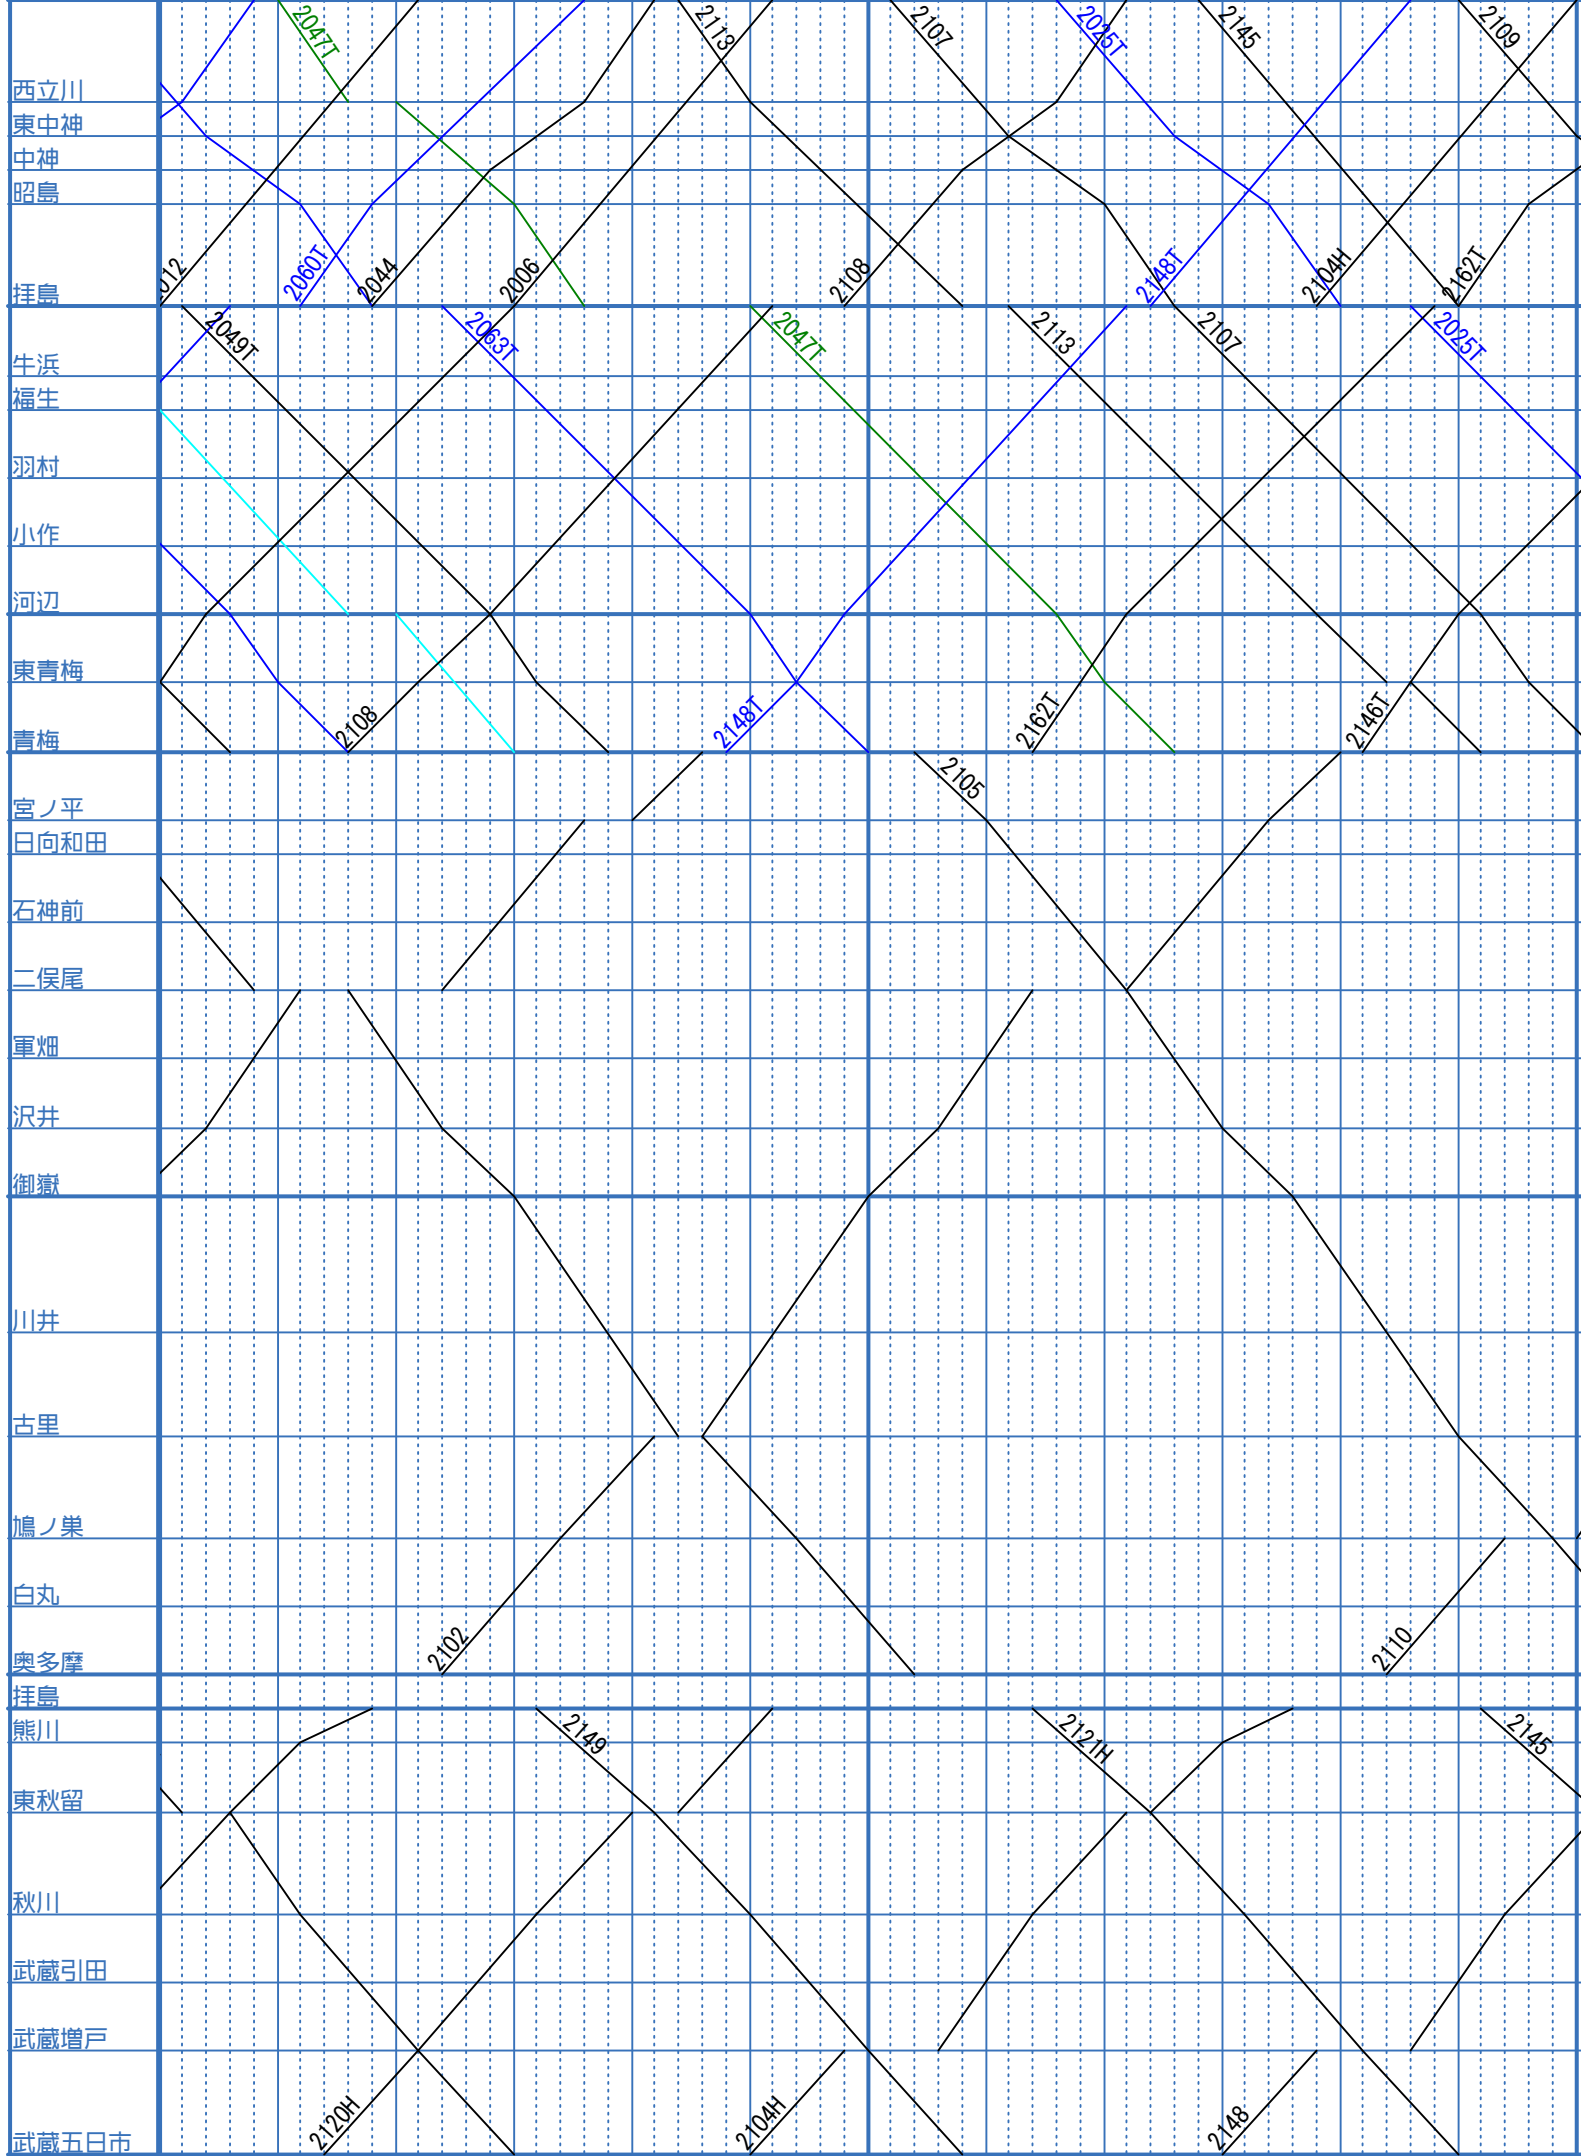 2047T
2113
2107
2025T
2145
2109
西立川
東中神
中神
昭島
拝島
2060T
2044
2006
2108
2148T
2104H
2162T
2049T
2063T
2047T
2113
2107
2025T
牛浜
福生
羽村
小作
河辺
東青梅
青梅
2108
2148T
2162T
2146T
2105
宮ノ平
日向和田
石神前
二俣尾
軍畑
沢井
御嶽
川井
古里
鳩ノ巣
白丸
奥多摩
2102
2110
拝島
熊川
2149
2121H
2145
東秋留
秋川
武蔵引田
武蔵増戸
武蔵五日市
2120H
2104H
2148